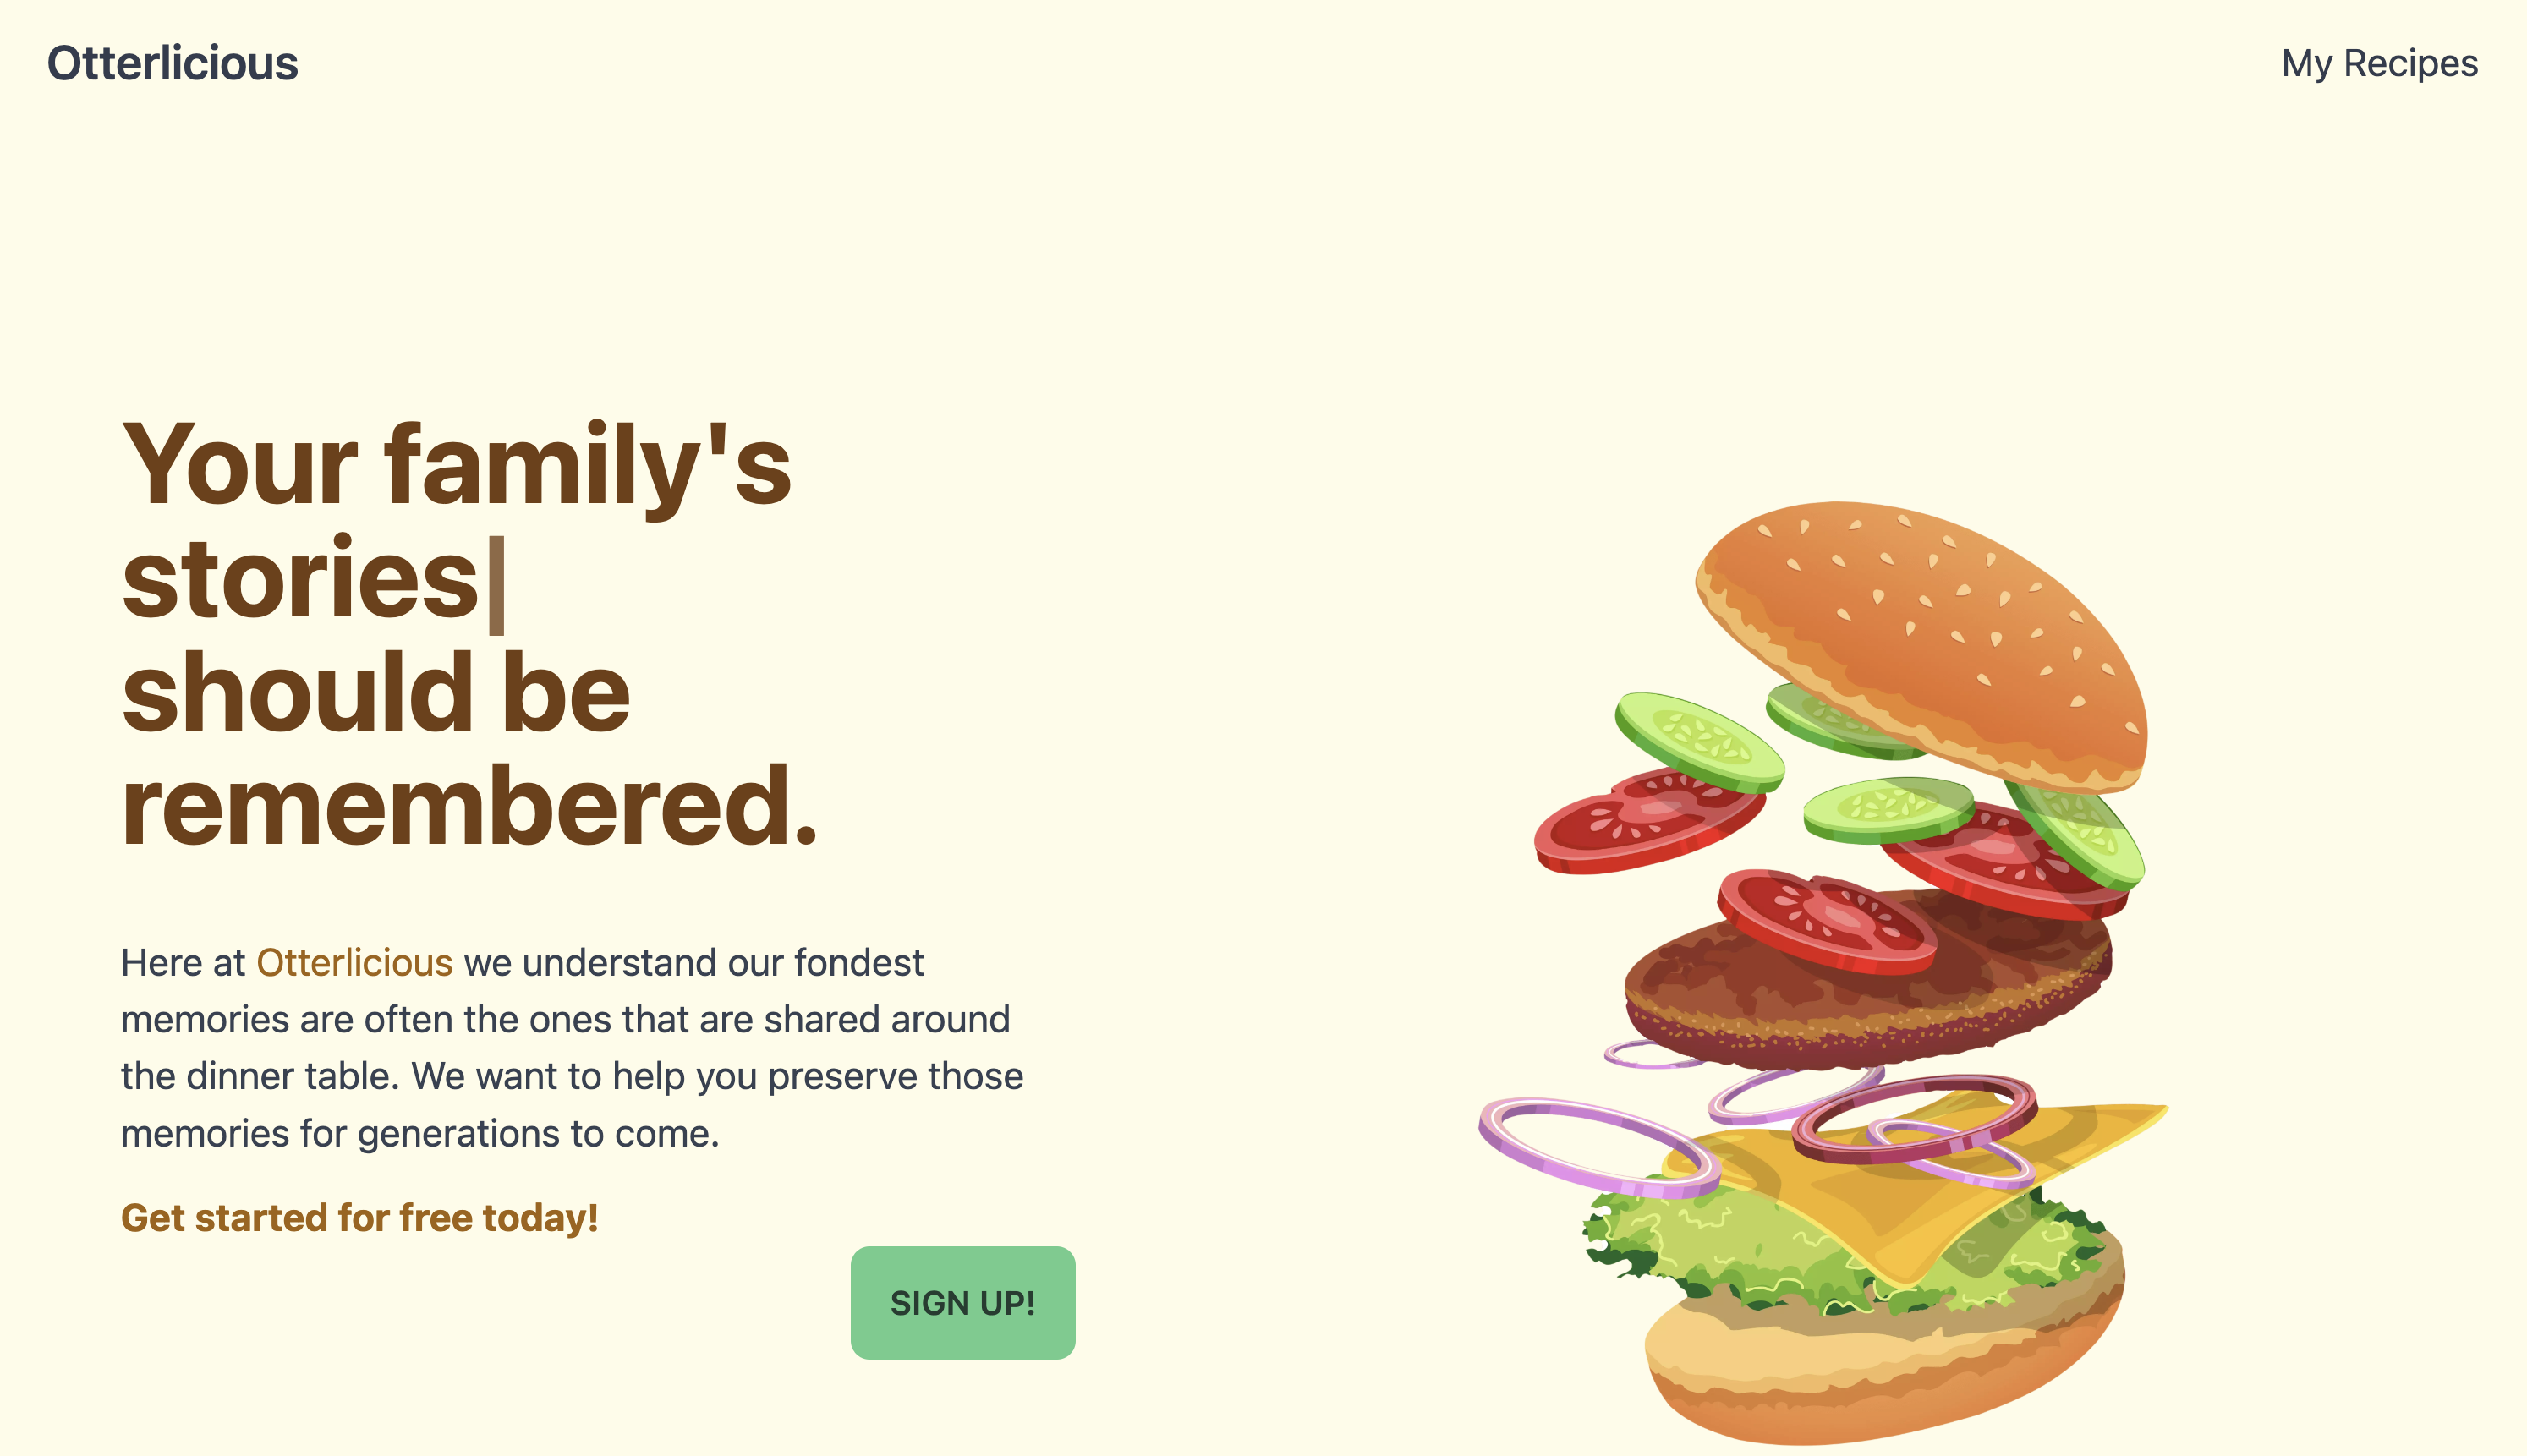 Otterlicious
My Recipes
Your family's
stories|
should be
remembered.
Here at Otterlicious we understand our fondest
memories are often the ones that are shared around
the dinner table. We want to help you preserve those
memories for generations to come.
Get started for free today!
SIGN UP!